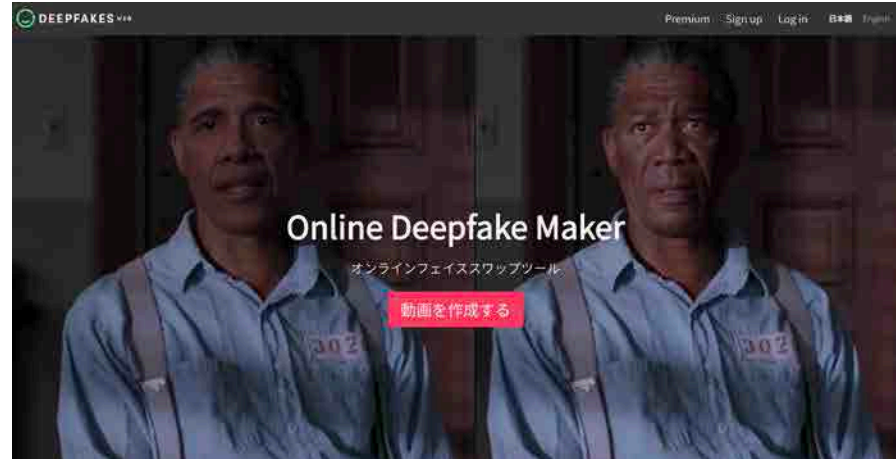 DEEPFAKES WEB
Premium Sign up Log in 日本語 English
Online Deepfake Maker
オンラインフェイススワップツール
動画を作成する
302 302